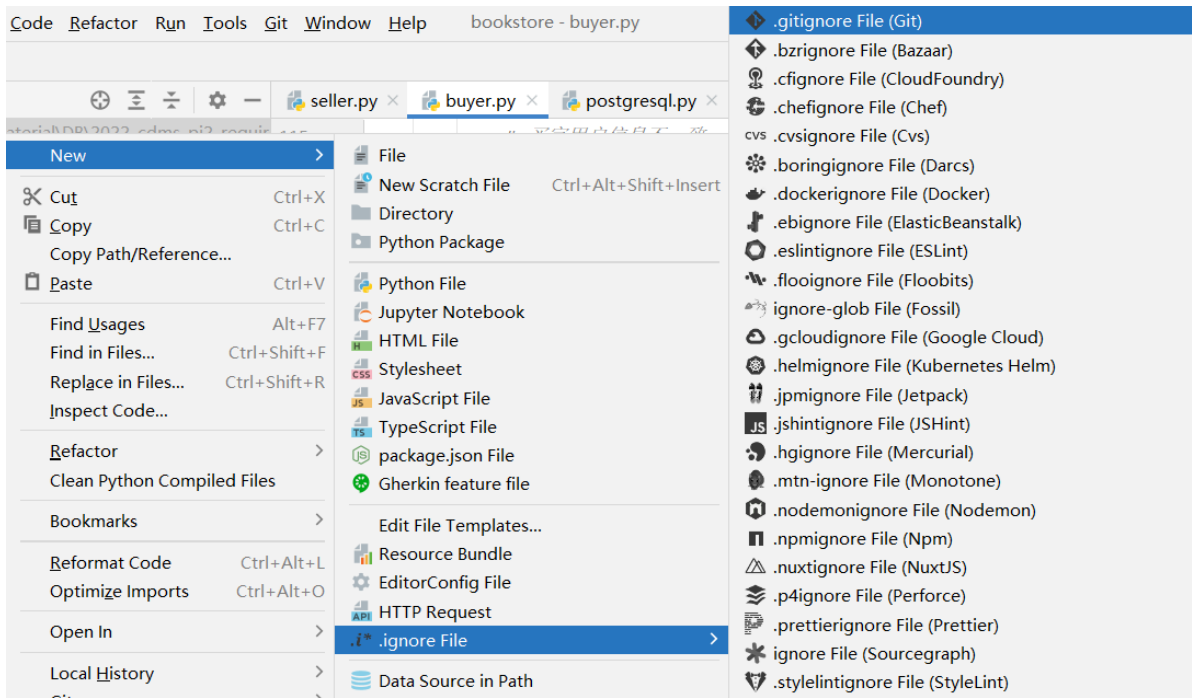 Code Refactor Run Tools Git Window Help bookstore - buyer.py
seller.py buyer.py postgresql.py
New
Cut Ctrl+X
Copy Ctrl+C
Copy Path/Reference...
Paste Ctrl+V
Find Usages Alt+F7
Find in Files... Ctrl+Shift+F
Replace in Files... Ctrl+Shift+R
Inspect Code...
Refactor
Clean Python Compiled Files
Bookmarks
Reformat Code Ctrl+Alt+L
Optimize Imports Ctrl+Alt+O
Open In
Local History
File
New Scratch File Ctrl+Alt+Shift+Insert
Directory
Python Package
Python File
Jupyter Notebook
HTML File
Stylesheet
JavaScript File
TypeScript File
package.json File
Gherkin feature file
Edit File Templates...
Resource Bundle
EditorConfig File
HTTP Request
.ignore File
Data Source in Path
.gitignore File (Git)
.bzrignore File (Bazaar)
.cfignore File (CloudFoundry)
.chefignore File (Chef)
cvs .cvsignore File (Cvs)
.boringignore File (Darcs)
.dockerignore File (Docker)
.ebignore File (ElasticBeanstalk)
.eslintignore File (ESLint)
.flooignore File (Floobits)
ignore-glob File (Fossil)
.gcloudignore File (Google Cloud)
.helmignore File (Kubernetes Helm)
.jpmignore File (Jetpack)
.jshintignore File (JSHint)
.hgignore File (Mercurial)
.mtn-ignore File (Monotone)
.nodemonignore File (Nodemon)
.npmignore File (Npm)
.nuxtignore File (NuxtJS)
.p4ignore File (Perforce)
.prettierignore File (Prettier)
ignore File (Sourcegraph)
.stylelintignore File (StyleLint)